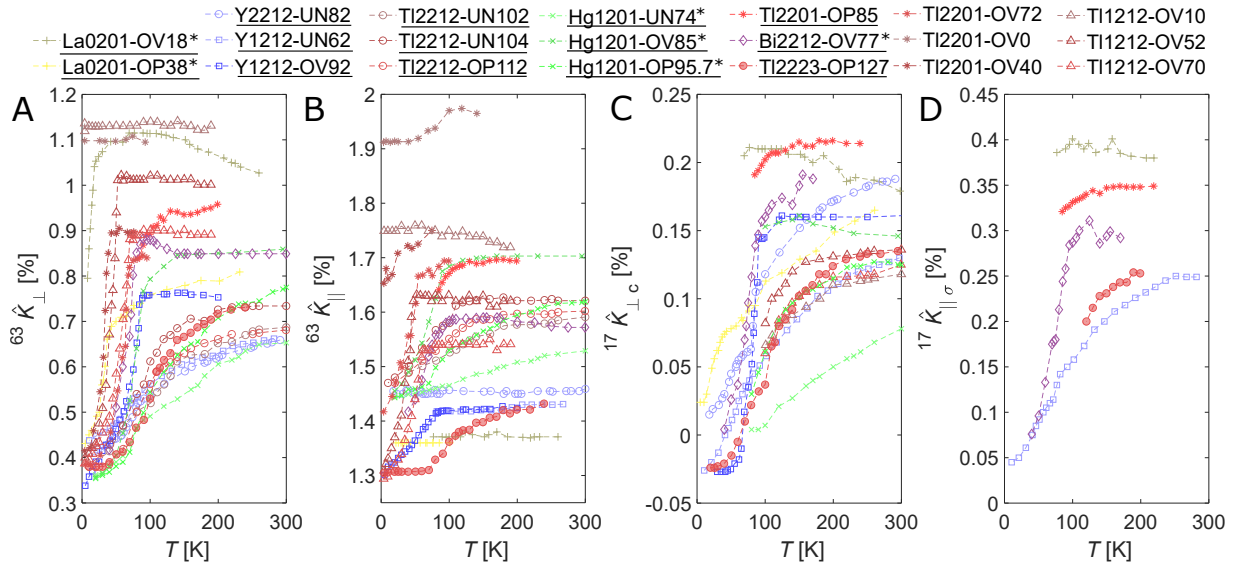 Y2212-UN82 Tl2212-UN102 Hg1201-UN74* Tl2201-OP85 Tl2201-OV72 Tl1212-OV10
La0201-OV18* Y1212-UN62 Tl2212-UN104 Hg1201-OV85* Bi2212-OV77* Tl2201-OV0 Tl1212-OV52
La0201-OP38* Y1212-OV92 Tl2212-OP112 Hg1201-OP95.7* Tl2223-OP127 Tl2201-OV40 Tl1212-OV70
A
63 K̂ ⊥ [%]
1.2
1.1
1
0.9
0.8
0.7
0.6
0.5
0.4
0.3
0 100 200 300
T [K]
B
63 K̂ || [%]
2
1.9
1.8
1.7
1.6
1.5
1.4
1.3
0 100 200 300
T [K]
C
17 K̂ ⊥ c [%]
0.25
0.2
0.15
0.1
0.05
0
-0.05
0 100 200 300
T [K]
D
17 K̂ || σ [%]
0.5
0.45
0.4
0.35
0.3
0.25
0.2
0.15
0.1
0.05
0
0 100 200 300
T [K]